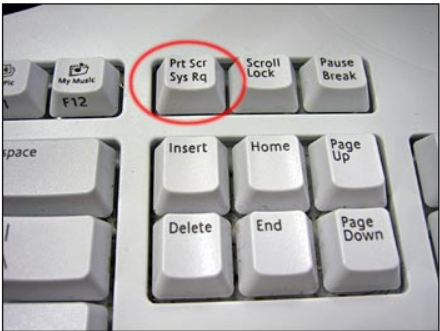 Prt Scr
Sys Rq
Scroll
Lock
Pause
Break
My Music
F12
space
Insert
Home
Page
Up
Delete
End
Page
Down